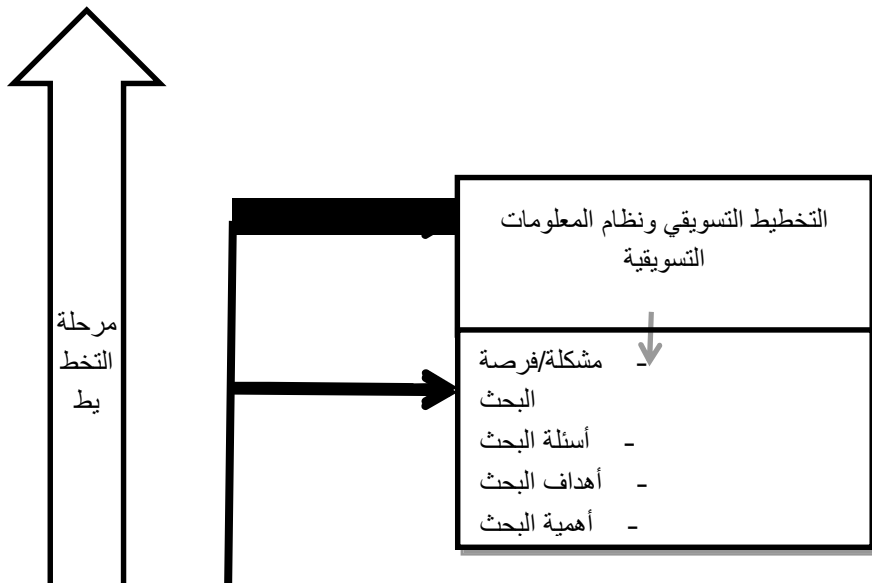 التخطيط التسويقي ونظام المعلومات
التسويقية
- مشكلة/فرصة
البحث
- أسئلة البحث
- أهداف البحث
- أهمية البحث
مرحلة
التخط
يط